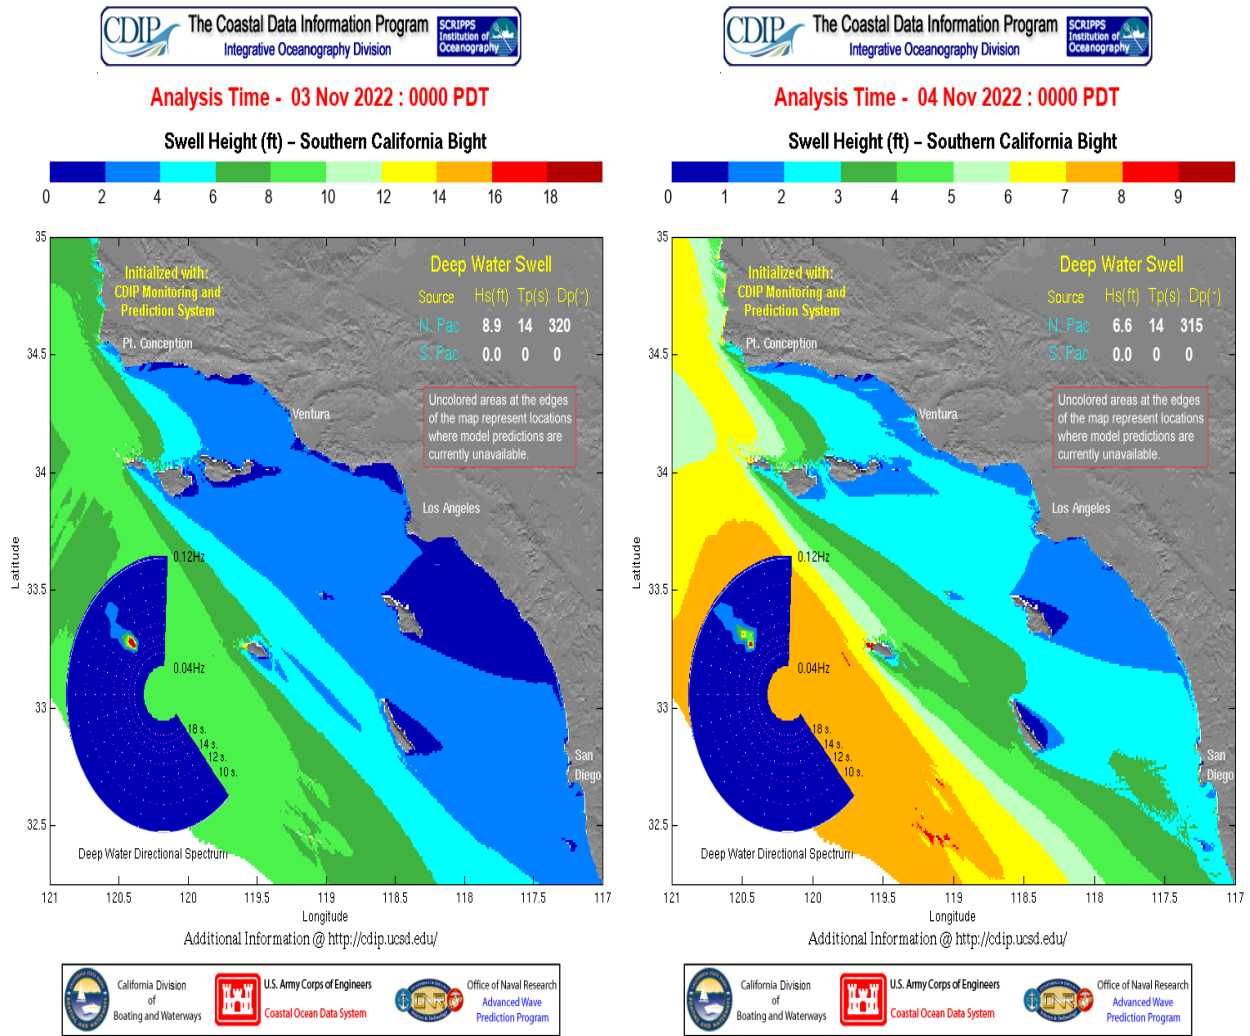 CDIP
The Coastal Data Information Program
Integrative Oceanography Division
SCRIPPS
Institution of
Oceanography
Analysis Time - 03 Nov 2022 : 0000 PDT
Swell Height (ft) – Southern California Bight
0 2 4 6 8 10 12 14 16 18
35
34.5
34
33.5
33
32.5
Latitude
Initialized with:
CDIP Monitoring and
Prediction System
Deep Water Swell
Source Hs(ft) Tp(s) Dp(°)
N. Pac 8.9 14 320
S. Pac 0.0 0 0
Pt. Conception
Uncolored areas at the edges
of the map represent locations
where model predictions are
currently unavailable.
Ventura
Los Angeles
San
Diego
0.12Hz
0.04Hz
18 s.
14 s.
12 s.
10 s.
Deep Water Directional Spectrum
121 120.5 120 119.5 119 118.5 118 117.5 117
Longitude
Additional Information @ http://cdip.ucsd.edu/
California Division
of
Boating and Waterways
U.S. Army Corps of Engineers
Coastal Ocean Data System
ONR
Office of Naval Research
Advanced Wave
Prediction Program
CDIP
The Coastal Data Information Program
Integrative Oceanography Division
SCRIPPS
Institution of
Oceanography
Analysis Time - 04 Nov 2022 : 0000 PDT
Swell Height (ft) – Southern California Bight
0 1 2 3 4 5 6 7 8 9
35
34.5
34
33.5
33
32.5
Latitude
Initialized with:
CDIP Monitoring and
Prediction System
Deep Water Swell
Source Hs(ft) Tp(s) Dp(°)
N. Pac 6.6 14 315
S. Pac 0.0 0 0
Pt. Conception
Uncolored areas at the edges
of the map represent locations
where model predictions are
currently unavailable.
Ventura
Los Angeles
San
Diego
0.12Hz
0.04Hz
18 s.
14 s.
12 s.
10 s.
Deep Water Directional Spectrum
121 120.5 120 119.5 119 118.5 118 117.5 117
Longitude
Additional Information @ http://cdip.ucsd.edu/
California Division
of
Boating and Waterways
U.S. Army Corps of Engineers
Coastal Ocean Data System
ONR
Office of Naval Research
Advanced Wave
Prediction Program